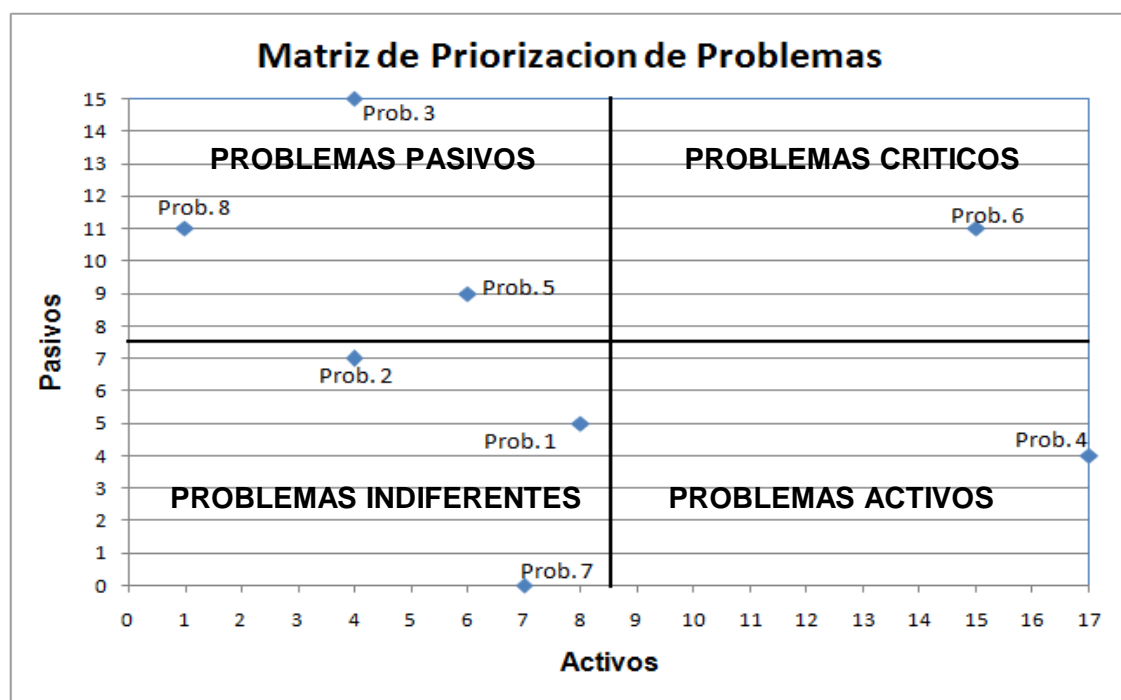 Matriz de Priorizacion de Problemas
15
14
13
12
11
10
9
8
7
6
5
4
3
2
1
0
Pasivos
Prob. 3
PROBLEMAS PASIVOS
PROBLEMAS CRITICOS
Prob. 8
Prob. 6
Prob. 5
Prob. 2
Prob. 1
Prob. 4
PROBLEMAS INDIFERENTES
PROBLEMAS ACTIVOS
Prob. 7
0 1 2 3 4 5 6 7 8 9 10 11 12 13 14 15 16 17
Activos